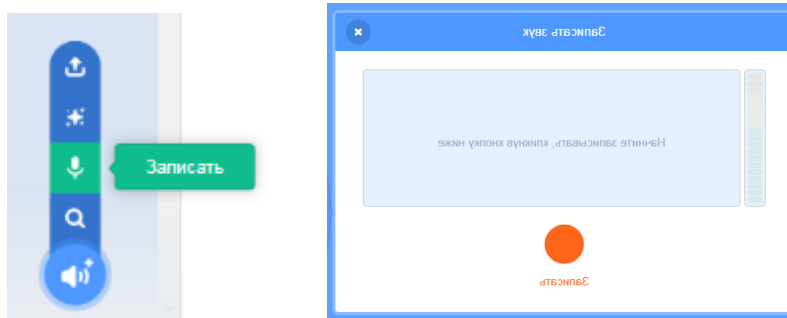 Записать
Записать звук
Начните записывать, кликнув кнопку ниже
Записать